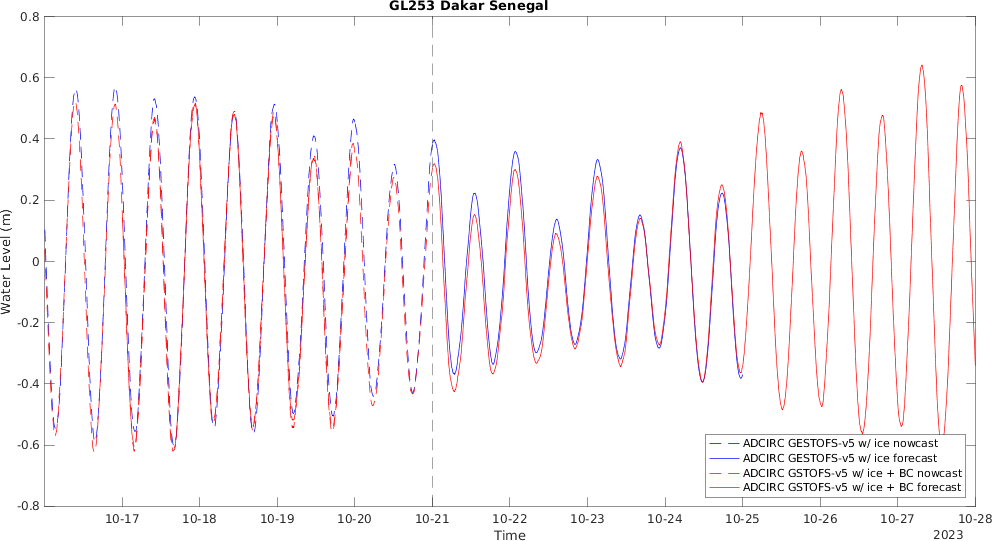 GL253 Dakar Senegal
0.8
0.6
0.4
0.2
0
-0.2
-0.4
-0.6
-0.8
Water Level (m)
ADCIRC GESTOFS-v5 w/ ice nowcast
ADCIRC GESTOFS-v5 w/ ice forecast
ADCIRC GSTOFS-v5 w/ ice + BC nowcast
ADCIRC GSTOFS-v5 w/ ice + BC forecast
10-17 10-18 10-19 10-20 10-21 10-22 10-23 10-24 10-25 10-26 10-27 10-28
Time
2023